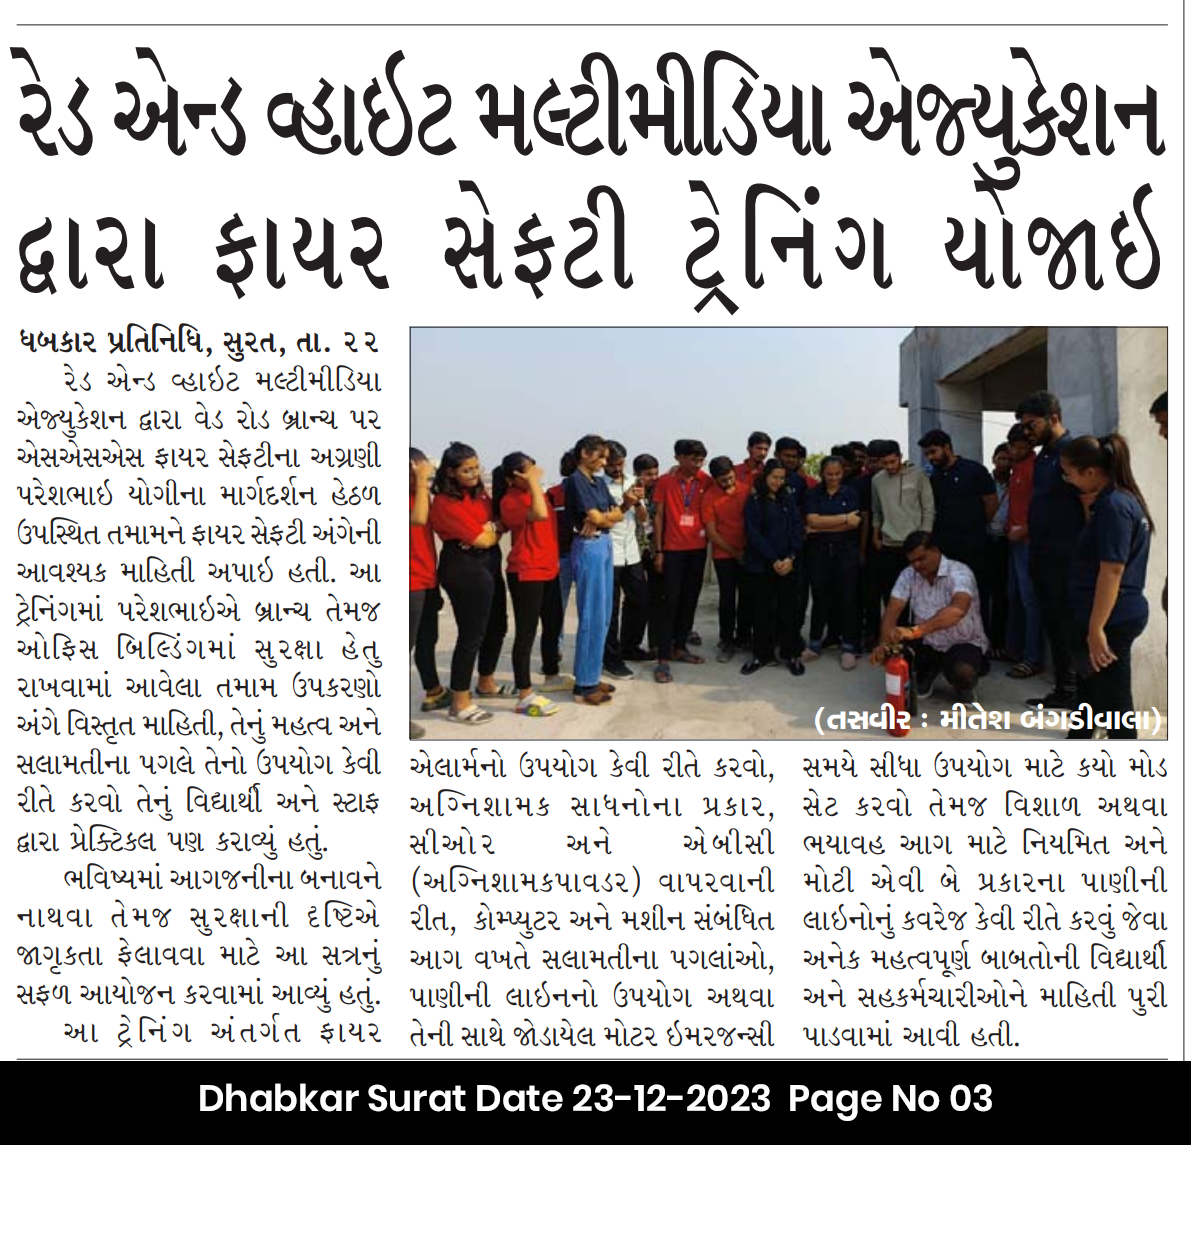 રેડ એન્ડ વ્હાઇટ મલ્ટીમીડિયા એજ્યુકેશન
દ્વારા ફાયર સેફટી ટ્રેનિંગ યોજાઈ
ધબકાર પ્રતિનિધિ, સુરત, તા. ૨૨
રેડ એન્ડ વ્હાઇટ મલ્ટીમીડિયા
એજ્યુકેશન દ્વારા વેડ રોડ બ્રાન્ચ પર
એસએસએસ ફાયર સેફટીના અગ્રણી
પરેશભાઇ યોગીના માર્ગદર્શન હેઠળ
ઉપસ્થિત તમામને ફાયર સેફટી અંગેની
આવશ્યક માહિતી અપાઇ હતી. આ
ટ્રેનિંગમાં પરેશભાઇએ બ્રાન્ચ તેમજ
ઓફિસ બિલ્ડિંગમાં સુરક્ષા હેતુ
રાખવામાં આવેલા તમામ ઉપકરણો
અંગે વિસ્તૃત માહિતી, તેનું મહત્વ અને
સલામતીના પગલે તેનો ઉપયોગ કેવી
રીતે કરવો તેનું વિદ્યાર્થી અને સ્ટાફ
દ્વારા પ્રેક્ટિકલ પણ કરાવ્યું હતું.
ભવિષ્યમાં આગજનીના બનાવને
નાથવા તેમજ સુરક્ષાની દૃષ્ટિએ
જાગૃકતા ફેલાવવા માટે આ સત્રનું
સફળ આયોજન કરવામાં આવ્યું હતું.
આ ટ્રેનિંગ અંતર્ગત ફાયર
(તસવીર : મીતેશ બંગડીવાલા)
એલાર્મનો ઉપયોગ કેવી રીતે કરવો,
અગ્નિશામક સાધનોના પ્રકાર,
સીઓર અને એબીસી
(અગ્નિશામકપાવડર) વાપરવાની
રીત, કોમ્પ્યુટર અને મશીન સંબંધિત
આગ વખતે સલામતીના પગલાંઓ,
પાણીની લાઇનનો ઉપયોગ અથવા
તેની સાથે જોડાયેલ મોટર ઇમરજન્સી
સમયે સીધા ઉપયોગ માટે કયો મોડ
સેટ કરવો તેમજ વિશાળ અથવા
ભયાવહ આગ માટે નિયમિત અને
મોટી એવી બે પ્રકારના પાણીની
લાઇનોનું કવરેજ કેવી રીતે કરવું જેવા
અનેક મહત્વપૂર્ણ બાબતોની વિદ્યાર્થી
અને સહકર્મચારીઓને માહિતી પુરી
પાડવામાં આવી હતી.
Dhabkar Surat Date 23-12-2023 Page No 03